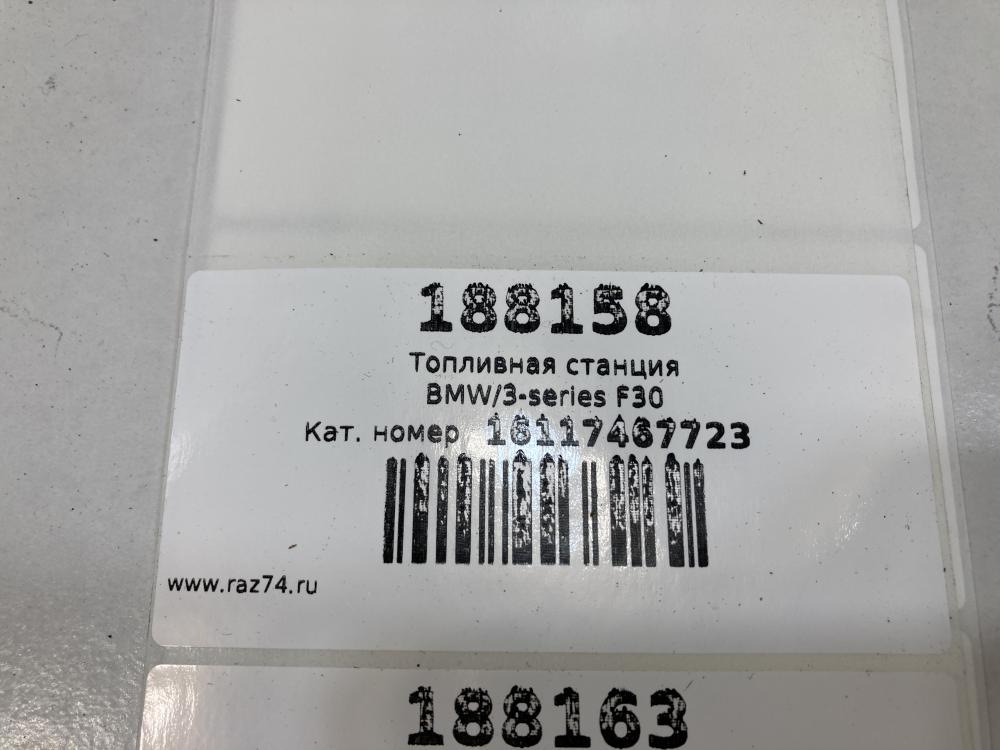 188158
Топливная станция
BMW/3-series F30
Кат. номер 16117467723
www.raz74.ru
188163